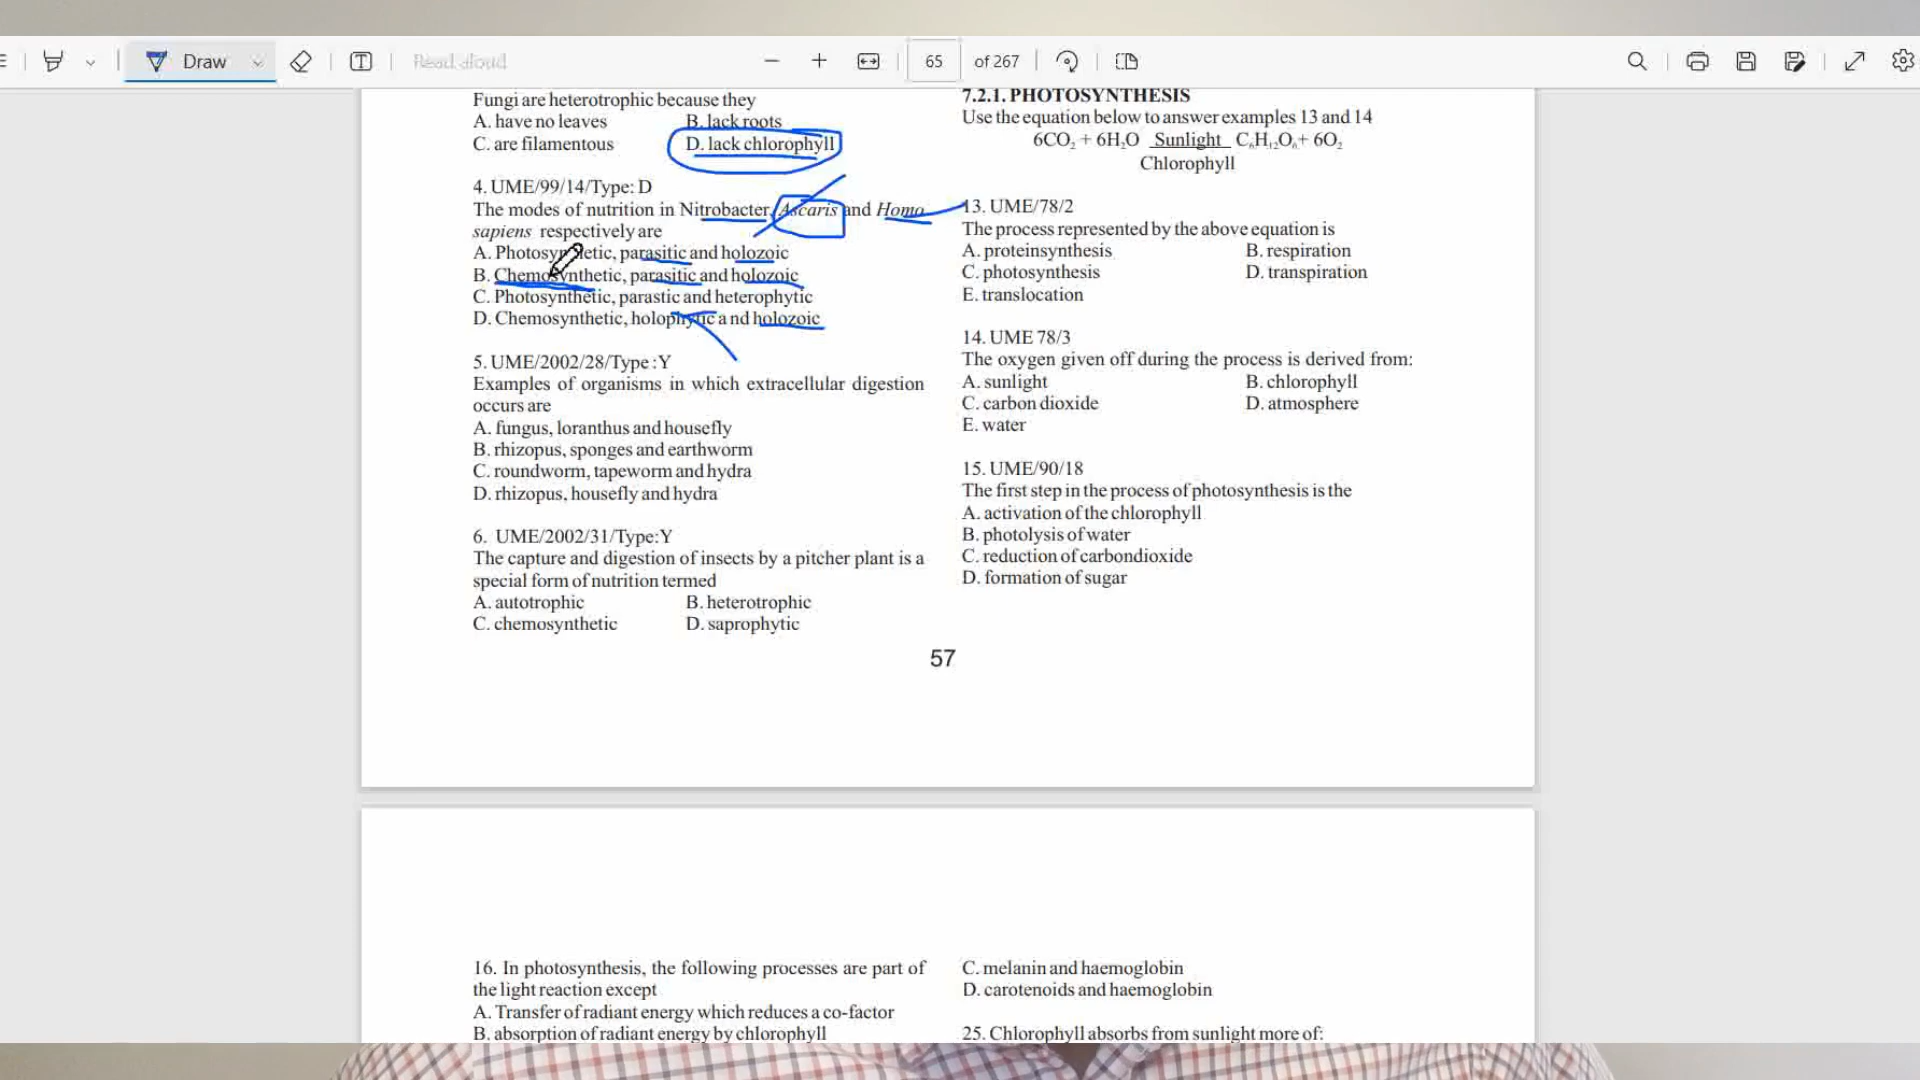 Draw
Read aloud
65 of 267
Fungi are heterotrophic because they
A. have no leaves B. lack roots
C. are filamentous D. lack chlorophyll
4. UME/99/14/Type: D
The modes of nutrition in Nitrobacter, Ascaris and Homo
sapiens respectively are
A. Photosynthetic, parasitic and holozoic
B. Chemosynthetic, parasitic and holozoic
C. Photosynthetic, parastic and heterophytic
D. Chemosynthetic, holophytic a nd holozoic
5. UME/2002/28/Type :Y
Examples of organisms in which extracellular digestion
occurs are
A. fungus, loranthus and housefly
B. rhizopus, sponges and earthworm
C. roundworm, tapeworm and hydra
D. rhizopus, housefly and hydra
6. UME/2002/31/Type:Y
The capture and digestion of insects by a pitcher plant is a
special form of nutrition termed
A. autotrophic B. heterotrophic
C. chemosynthetic D. saprophytic
7.2.1. PHOTOSYNTHESIS
Use the equation below to answer examples 13 and 14
6CO₂ + 6H₂O Sunlight C₆H₁₂O₆+ 6O₂
Chlorophyll
13. UME/78/2
The process represented by the above equation is
A. proteinsynthesis B. respiration
C. photosynthesis D. transpiration
E. translocation
14. UME 78/3
The oxygen given off during the process is derived from:
A. sunlight B. chlorophyll
C. carbon dioxide D. atmosphere
E. water
15. UME/90/18
The first step in the process of photosynthesis is the
A. activation of the chlorophyll
B. photolysis of water
C. reduction of carbondioxide
D. formation of sugar
57
16. In photosynthesis, the following processes are part of
the light reaction except
A. Transfer of radiant energy which reduces a co-factor
B. absorption of radiant energy by chlorophyll
C. melanin and haemoglobin
D. carotenoids and haemoglobin
25. Chlorophyll absorbs from sunlight more of: